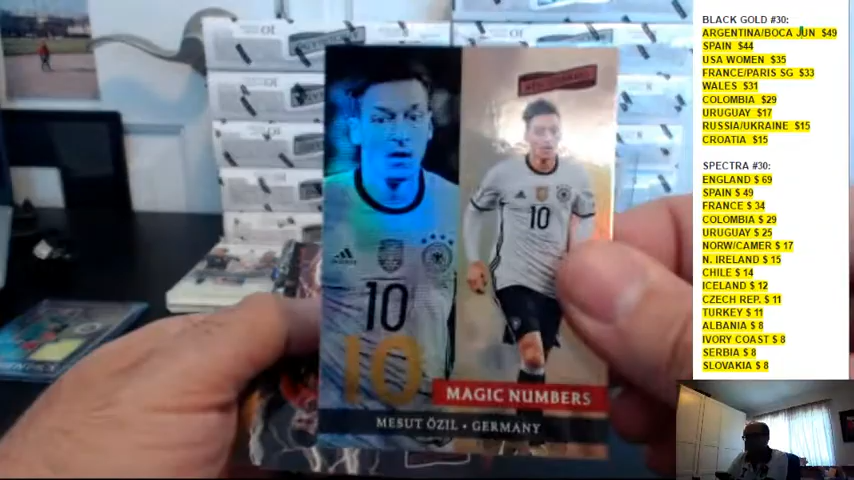 BLACK GOLD #30:
ARGENTINA/BOCA JUN $49
SPAIN $44
USA WOMEN $35
FRANCE/PARIS SG $33
WALES $31
COLOMBIA $29
URUGUAY $17
RUSSIA/UKRAINE $15
CROATIA $15
SPECTRA #30:
ENGLAND $ 69
SPAIN $ 49
FRANCE $ 34
COLOMBIA $ 29
URUGUAY $ 25
NORW/CAMER $ 17
N. IRELAND $ 15
CHILE $ 14
ICELAND $ 12
CZECH REP. $ 11
TURKEY $ 11
ALBANIA $ 8
IVORY COAST $ 8
SERBIA $ 8
SLOVAKIA $ 8
10
adidas
10
10
MAGIC NUMBERS
MESUT ÖZIL • GERMANY